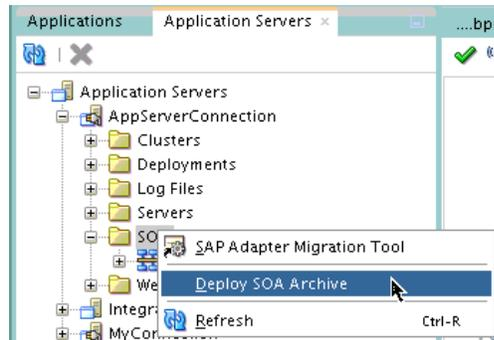 Applications Application Servers
....bp
Application Servers
AppServerConnection
Clusters
Deployments
Log Files
Servers
SO
SAP Adapter Migration Tool
Deploy SOA Archive
We
Integr
Refresh Ctrl-R
MyConnection